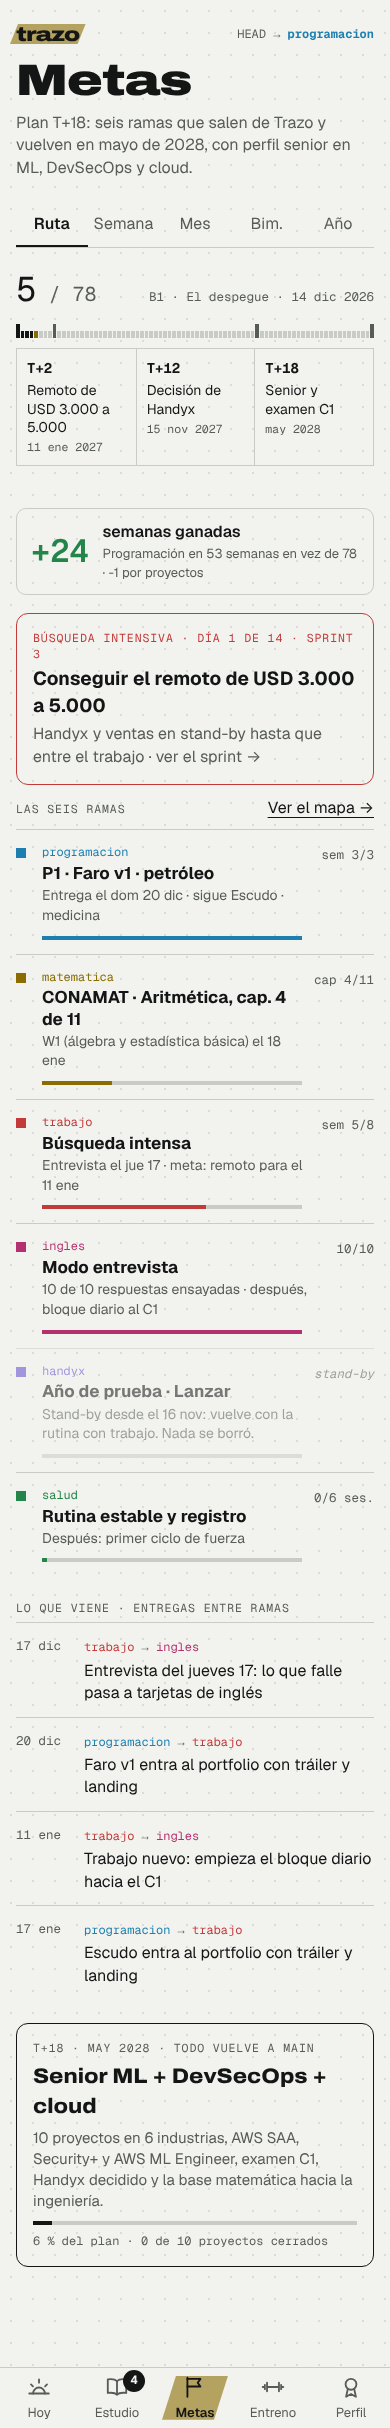 trazo
HEAD → programacion
Metas
Plan T+18: seis ramas que salen de Trazo y
vuelven en mayo de 2028, con perfil senior en
ML, DevSecOps y cloud.
Ruta Semana Mes Bim. Año
5 / 78
B1 · El despegue · 14 dic 2026
T+2
Remoto de
USD 3.000 a
5.000
11 ene 2027
T+12
Decisión de
Handyx
15 nov 2027
T+18
Senior y
examen C1
may 2028
+24
semanas ganadas
Programación en 53 semanas en vez de 78
· -1 por proyectos
BÚSQUEDA INTENSIVA · DÍA 1 DE 14 · SPRINT
3
Conseguir el remoto de USD 3.000
a 5.000
Handyx y ventas en stand-by hasta que
entre el trabajo · ver el sprint →
LAS SEIS RAMAS
Ver el mapa →
programacion
sem 3/3
P1 · Faro v1 · petróleo
Entrega el dom 20 dic · sigue Escudo ·
medicina
matematica
cap 4/11
CONAMAT · Aritmética, cap. 4
de 11
W1 (álgebra y estadística básica) el 18
ene
trabajo
sem 5/8
Búsqueda intensa
Entrevista el jue 17 · meta: remoto para el
11 ene
ingles
10/10
Modo entrevista
10 de 10 respuestas ensayadas · después,
bloque diario al C1
handyx
stand-by
Año de prueba · Lanzar
Stand-by desde el 16 nov: vuelve con la
rutina con trabajo. Nada se borró.
salud
0/6 ses.
Rutina estable y registro
Después: primer ciclo de fuerza
LO QUE VIENE · ENTREGAS ENTRE RAMAS
17 dic
trabajo → ingles
Entrevista del jueves 17: lo que falle
pasa a tarjetas de inglés
20 dic
programacion → trabajo
Faro v1 entra al portfolio con tráiler y
landing
11 ene
trabajo → ingles
Trabajo nuevo: empieza el bloque diario
hacia el C1
17 ene
programacion → trabajo
Escudo entra al portfolio con tráiler y
landing
T+18 · MAY 2028 · TODO VUELVE A MAIN
Senior ML + DevSecOps +
cloud
10 proyectos en 6 industrias, AWS SAA,
Security+ y AWS ML Engineer, examen C1,
Handyx decidido y la base matemática hacia la
ingeniería.
6 % del plan · 0 de 10 proyectos cerrados
4
Hoy Estudio Metas Entreno Perfil